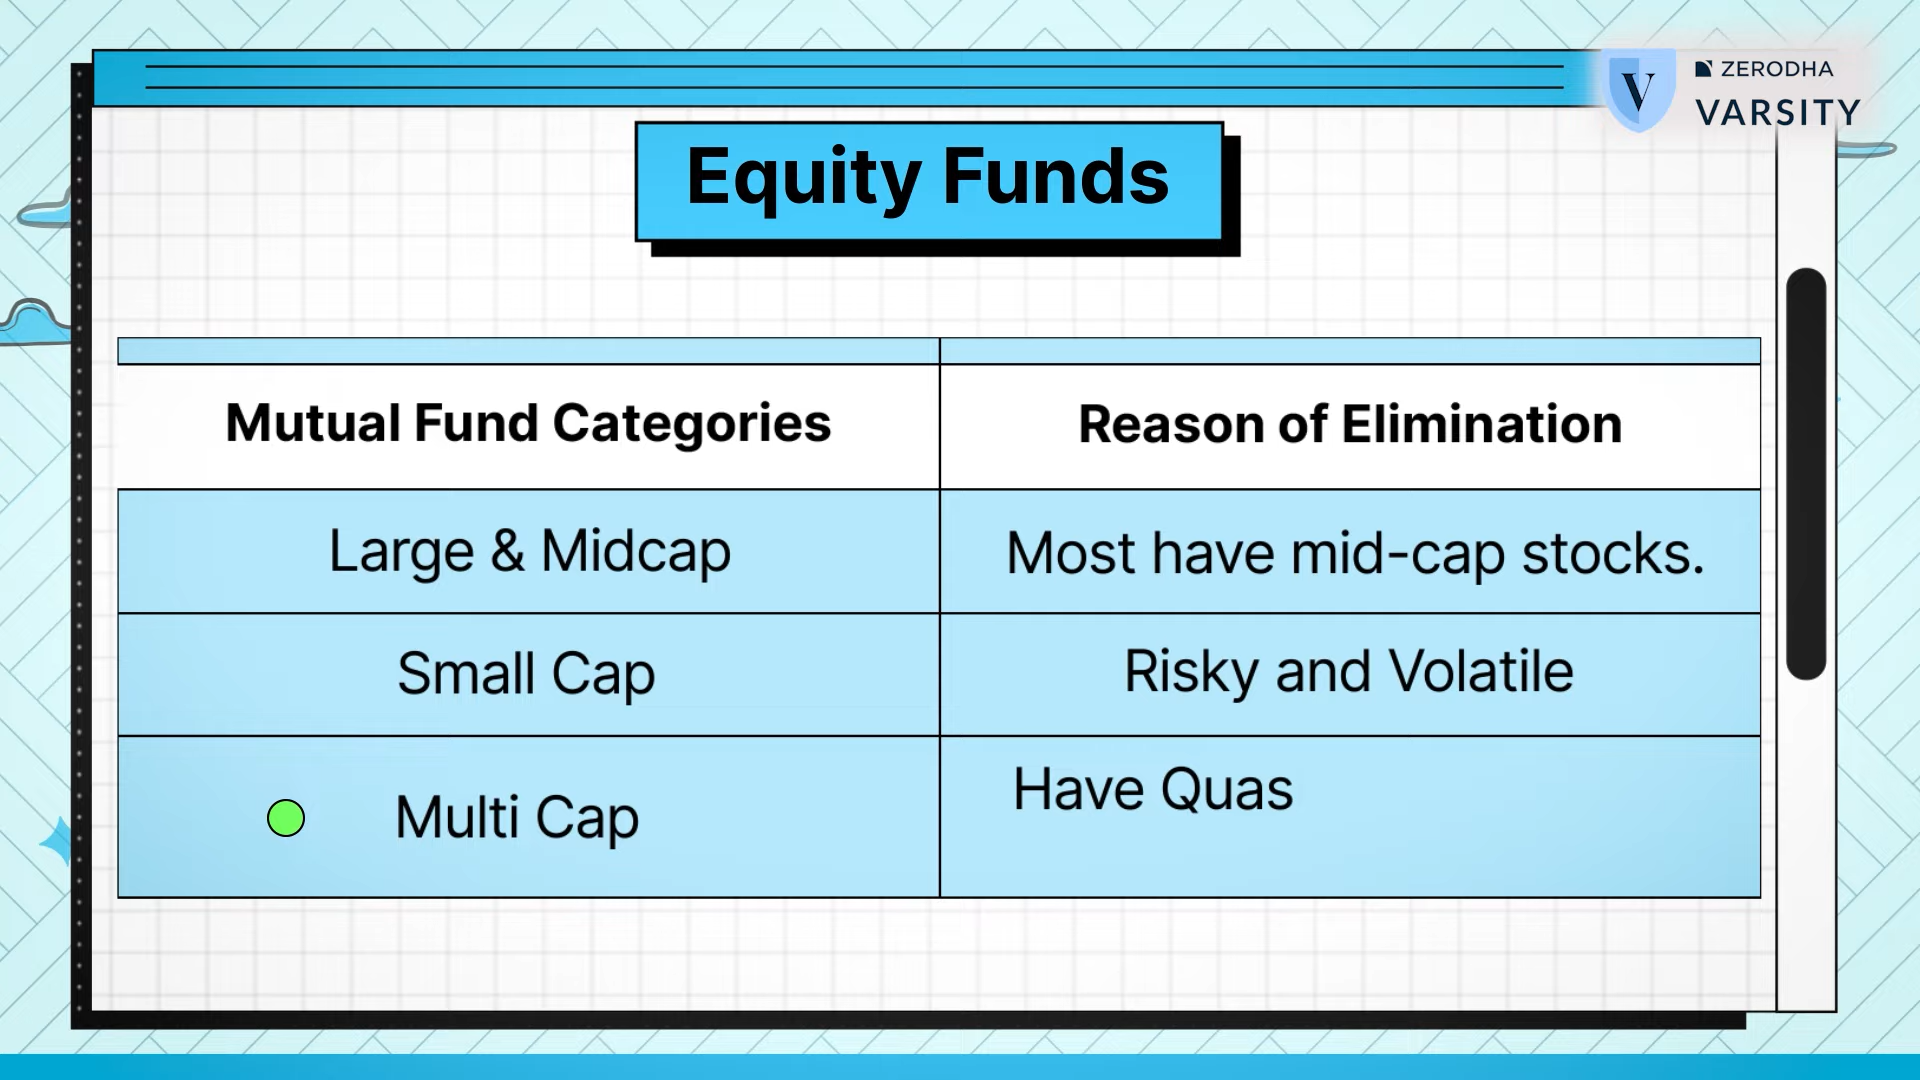 ZERODHA
VARSITY
Equity Funds
Mutual Fund Categories
Reason of Elimination
Large & Midcap
Most have mid-cap stocks.
Small Cap
Risky and Volatile
Multi Cap
Have Quas